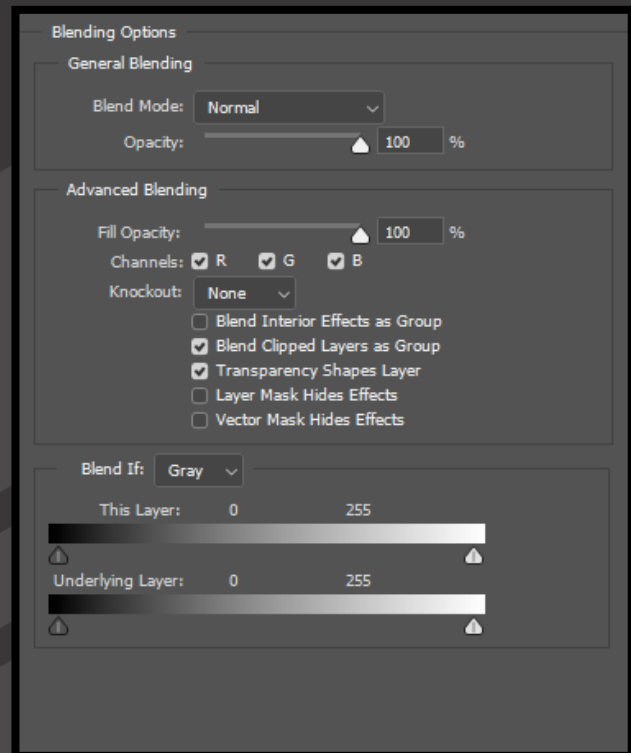 Blending Options
General Blending
Blend Mode: Normal
Opacity: 100 %
Advanced Blending
Fill Opacity: 100 %
Channels: R G B
Knockout: None
Blend Interior Effects as Group
Blend Clipped Layers as Group
Transparency Shapes Layer
Layer Mask Hides Effects
Vector Mask Hides Effects
Blend If: Gray
This Layer: 0 255
Underlying Layer: 0 255